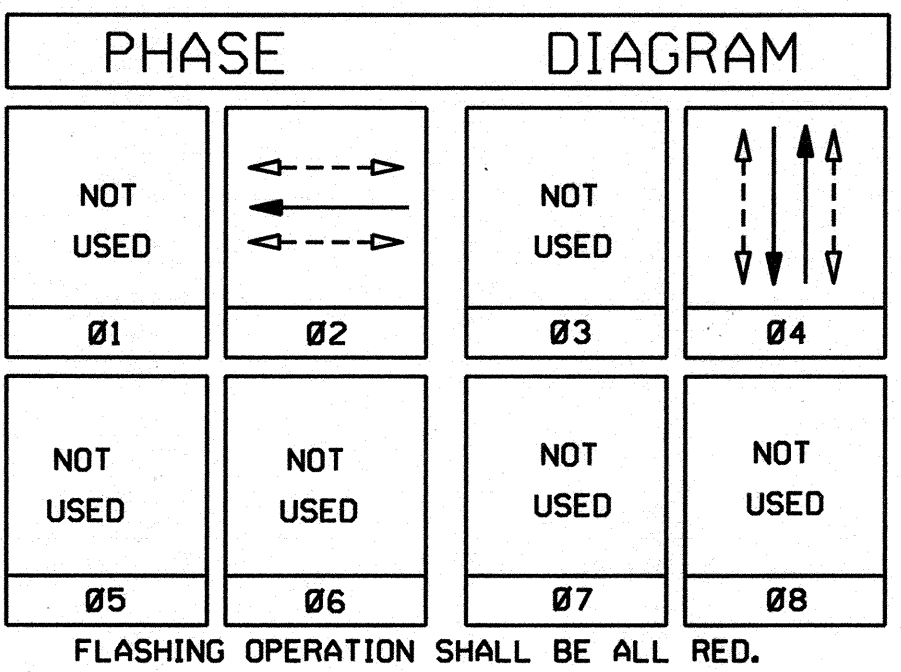 PHASE DIAGRAM
NOT
USED
Ø1
Ø2
NOT
USED
Ø3
Ø4
NOT
USED
Ø5
NOT
USED
Ø6
NOT
USED
Ø7
NOT
USED
Ø8
FLASHING OPERATION SHALL BE ALL RED.